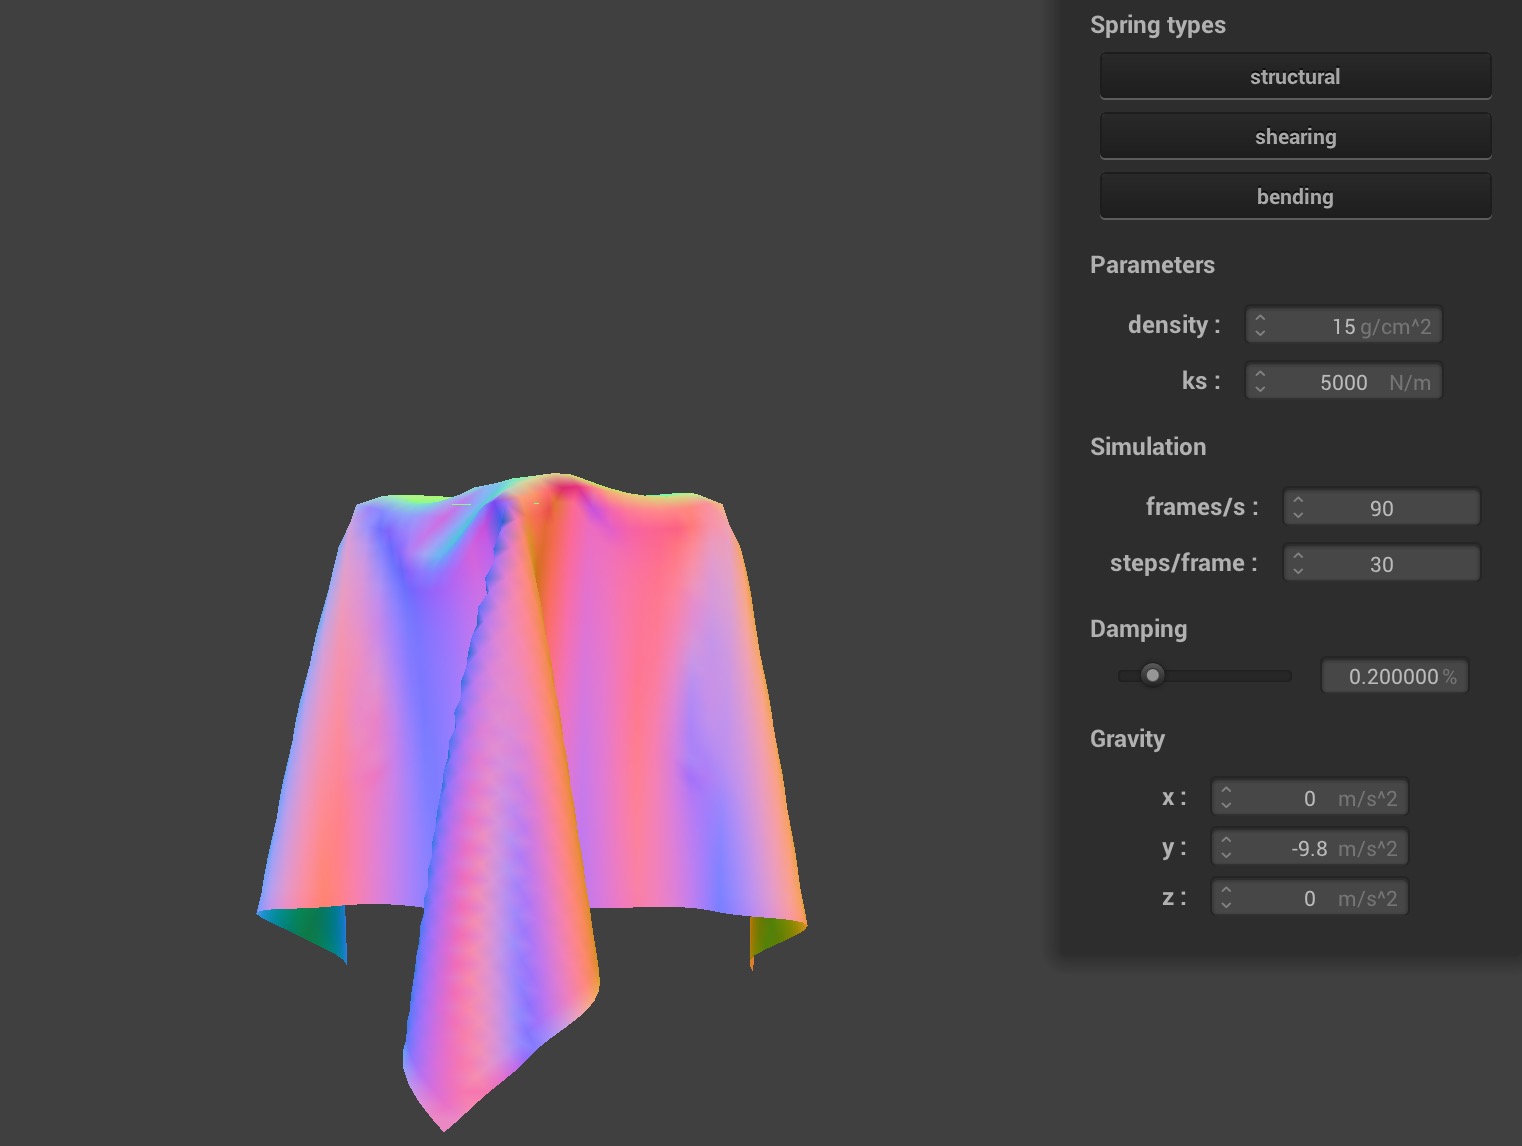 Spring types
structural
shearing
bending
Parameters
density : 15 g/cm^2
ks : 5000 N/m
Simulation
frames/s : 90
steps/frame : 30
Damping
0.200000 %
Gravity
x : 0 m/s^2
y : -9.8 m/s^2
z : 0 m/s^2